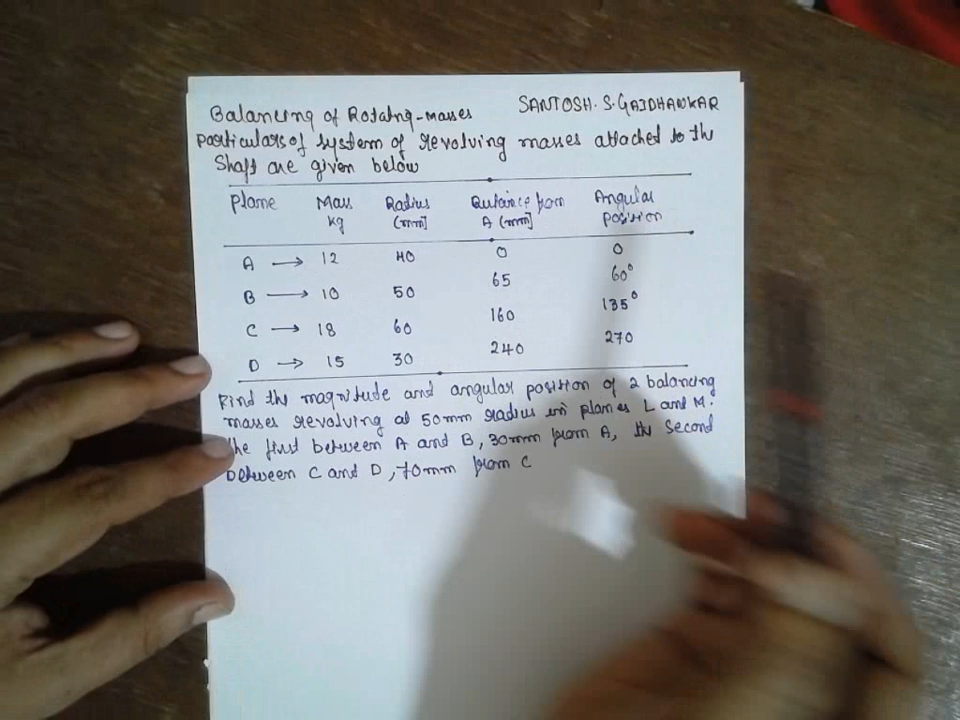 Balancing of Rotatng-masses SANTOSH.S.GAJDHANKAR
Particulars of system of revolving masses attached to th
Shaft are given below
Plane Mass kg Radius (mm) Distance from A (mm) Angular position
A → 12 40 0 0
B → 10 50 65 60°
C → 18 60 160 135°
D → 15 30 240 270
Find the magnitude and angular position of 2 balancing
masses revolving at 50mm radius in planes L and M.
The first between A and B, 30mm from A, the second
between C and D, 70mm from C